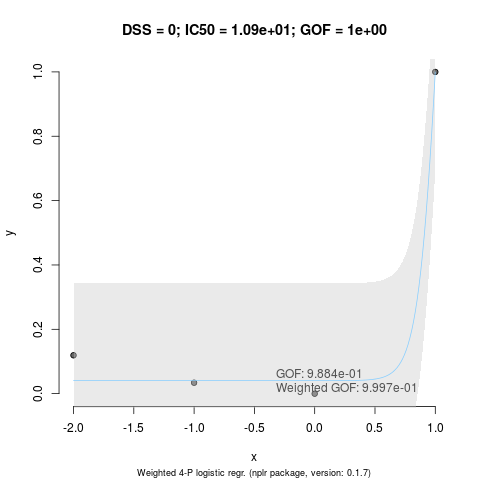 DSS = 0; IC50 = 1.09e+01; GOF = 1e+00
1.0
0.8
0.6
y
0.4
0.2
GOF: 9.884e-01
Weighted GOF: 9.997e-01
0.0
-2.0 -1.5 -1.0 -0.5 0.0 0.5 1.0
x
Weighted 4-P logistic regr. (nplr package, version: 0.1.7)